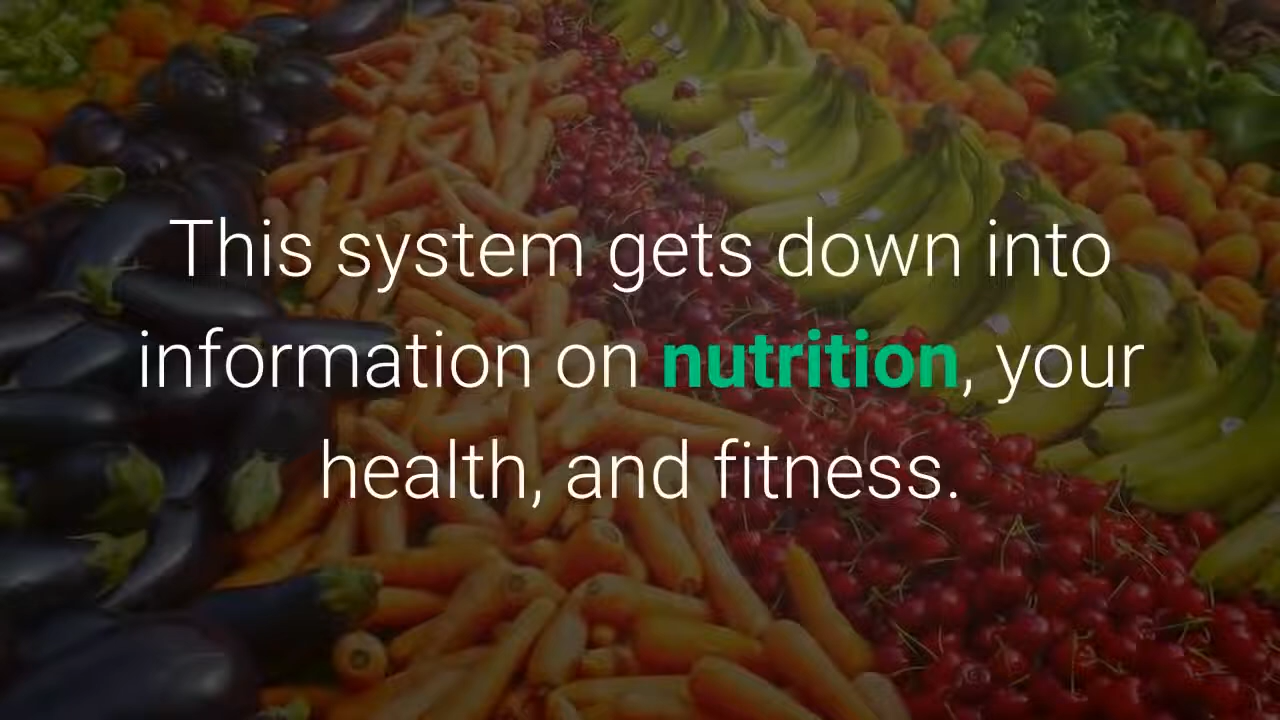 This system gets down into
information on nutrition, your
health, and fitness.